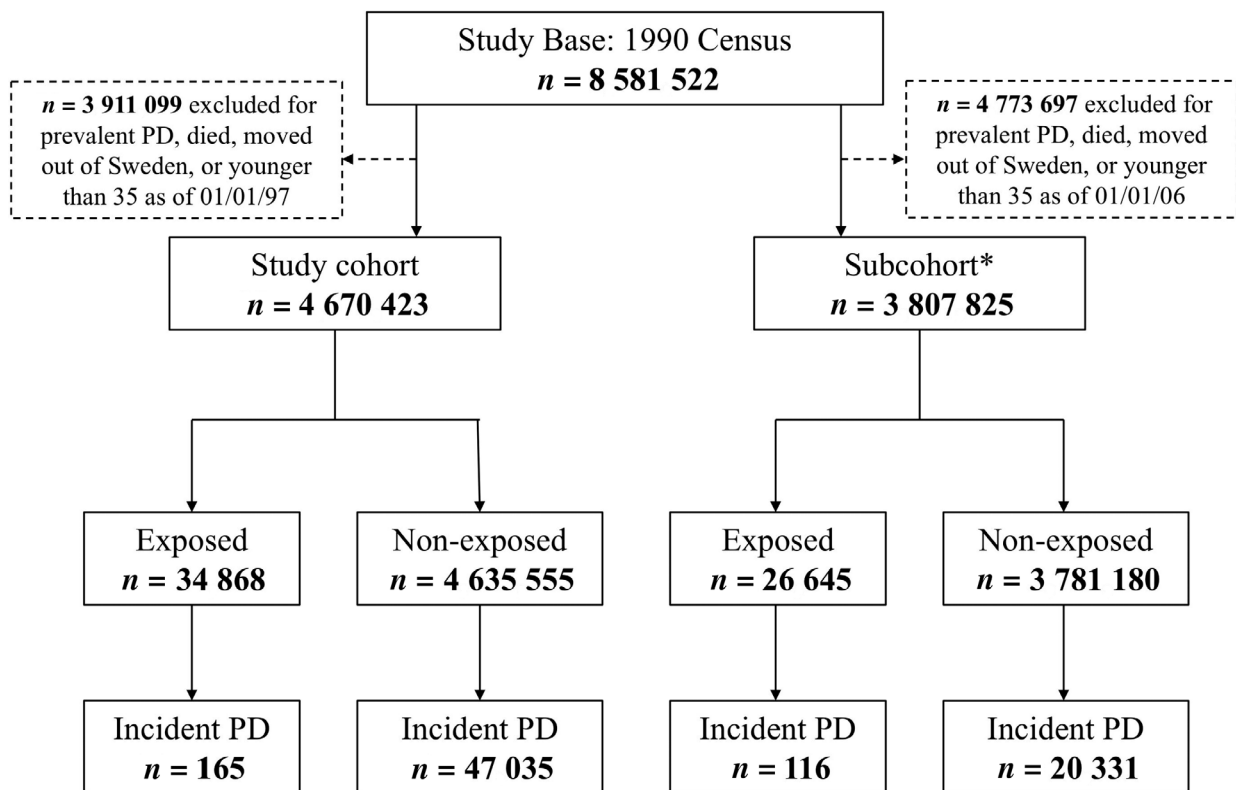 Study Base: 1990 Census
n = 8 581 522
n = 3 911 099 excluded for
prevalent PD, died, moved
out of Sweden, or younger
than 35 as of 01/01/97
n = 4 773 697 excluded for
prevalent PD, died, moved
out of Sweden, or younger
than 35 as of 01/01/06
Study cohort
n = 4 670 423
Subcohort*
n = 3 807 825
Exposed
n = 34 868
Non-exposed
n = 4 635 555
Exposed
n = 26 645
Non-exposed
n = 3 781 180
Incident PD
n = 165
Incident PD
n = 47 035
Incident PD
n = 116
Incident PD
n = 20 331